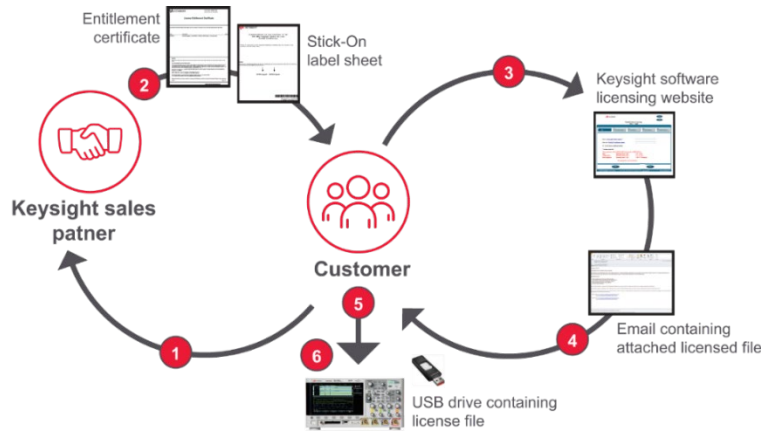 Entitlement
certificate
Stick-On
label sheet
2
3
Keysight software
licensing website
Keysight sales
patner
Customer
5
1
6
4
Email containing
attached licensed file
USB drive containing
license file